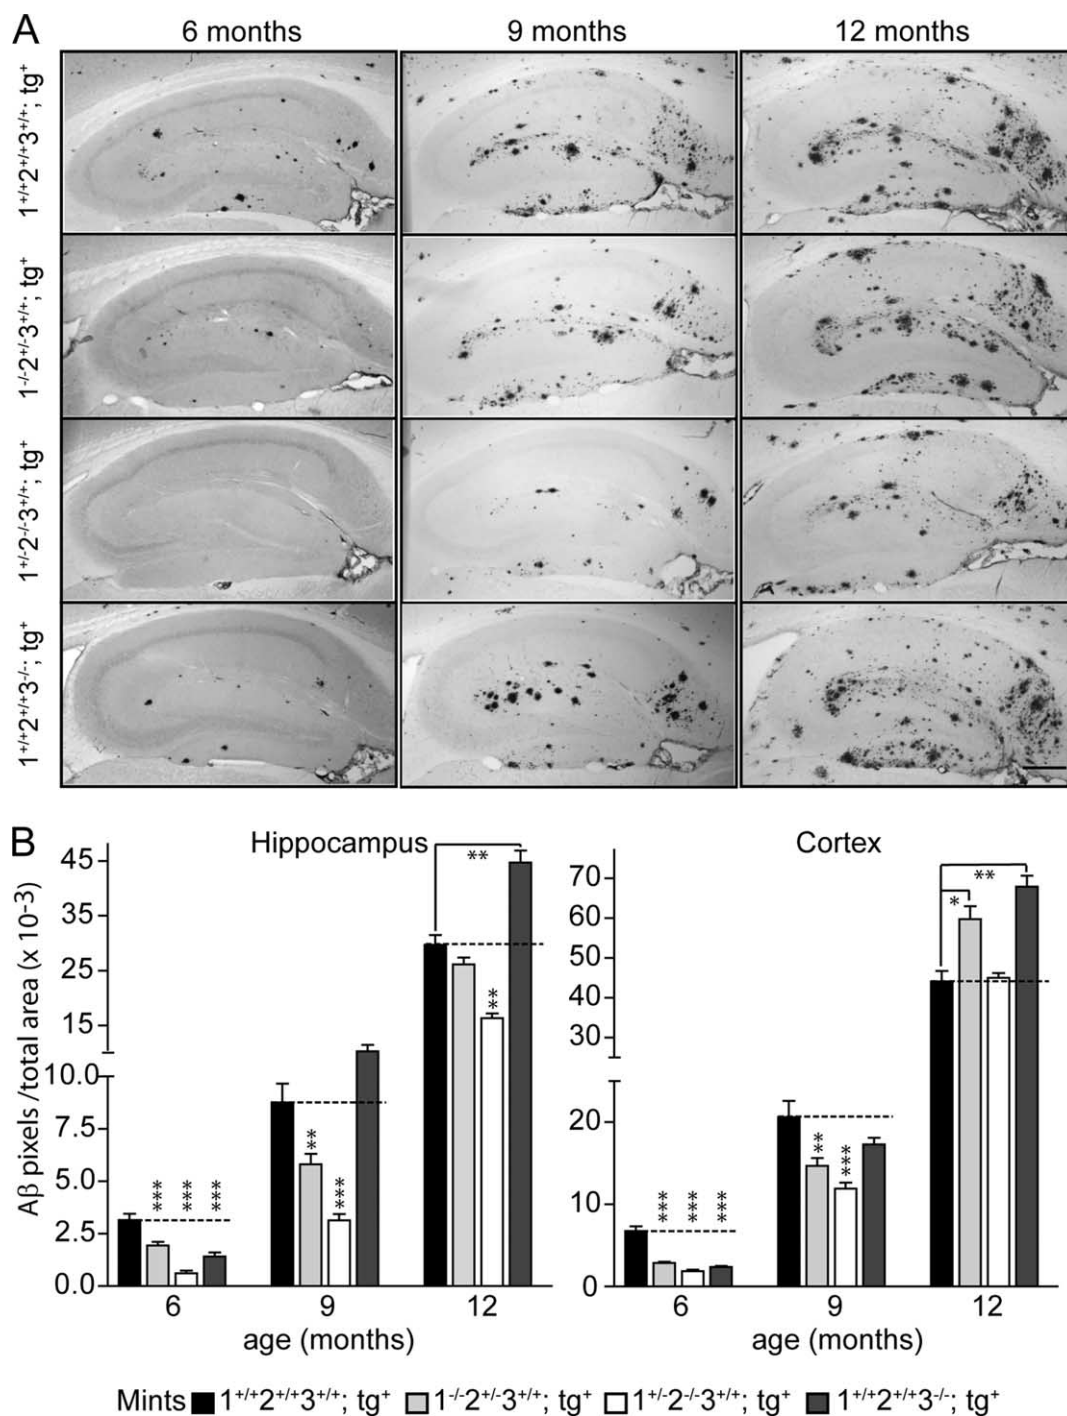 A
6 months 9 months 12 months
1+/+2+/+3+/+; tg+
1-/-2+/-3+/+; tg+
1+/-2-/-3+/+; tg+
1+/+2+/+3-/-; tg+
B
Hippocampus Cortex
Aβ pixels /total area (x 10-3)
45
35
25
15
10.0
7.5
5.0
2.5
0.0
*** *** ***
** ***
** **
6 9 12
age (months)
70
60
50
40
30
20
10
0
*** *** ***
** ***
* **
6 9 12
age (months)
Mints 1+/+2+/+3+/+; tg+ 1-/-2+/-3+/+; tg+ 1+/-2-/-3+/+; tg+ 1+/+2+/+3-/-; tg+